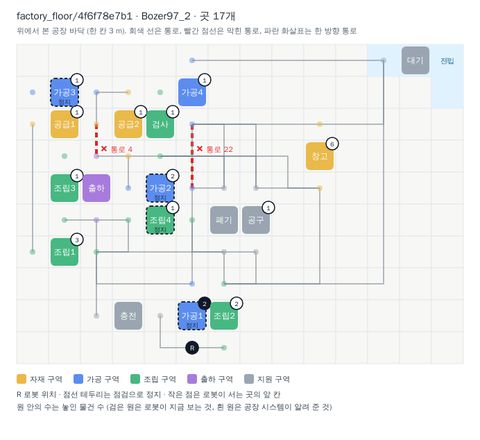 factory_floor/4f6f78e7b1 · Bozer97_2 · 곳 17개
위에서 본 공장 바닥 (한 칸 3 m). 회색 선은 통로, 빨간 점선은 막힌 통로, 파란 화살표는 한 방향 통로
대기
진입
가공3 1
정지
가공4 1
공급1 1
공급2 1
검사 1
✕ 통로 4
✕ 통로 22
창고 6
조립3 1
출하
가공2 2
정지
조립4 1
정지
폐기
공구 1
조립1 3
충전
가공1 2
정지
조립2 2
R
자재 구역
가공 구역
조립 구역
출하 구역
지원 구역
R 로봇 위치 · 점선 테두리는 점검으로 정지 · 작은 점은 로봇이 서는 곳의 앞 칸
원 안의 수는 놓인 물건 수 (검은 원은 로봇이 지금 보는 것, 흰 원은 공장 시스템이 알려 준 것)